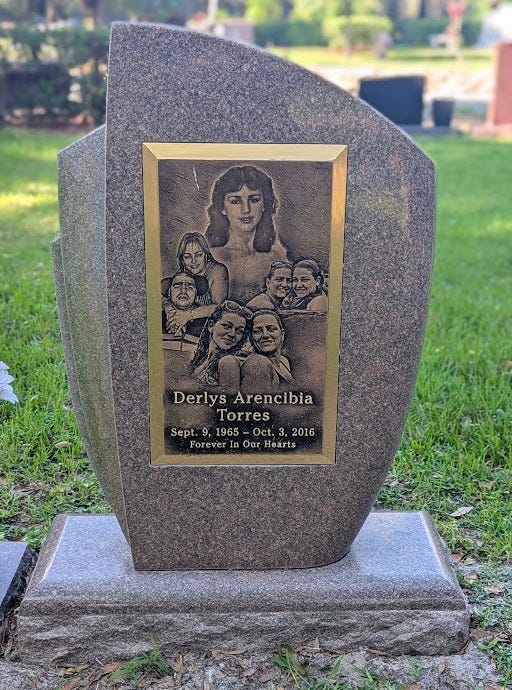 Derlys Arencibia
Torres
Sept. 9, 1965 – Oct. 3, 2016
Forever In Our Hearts